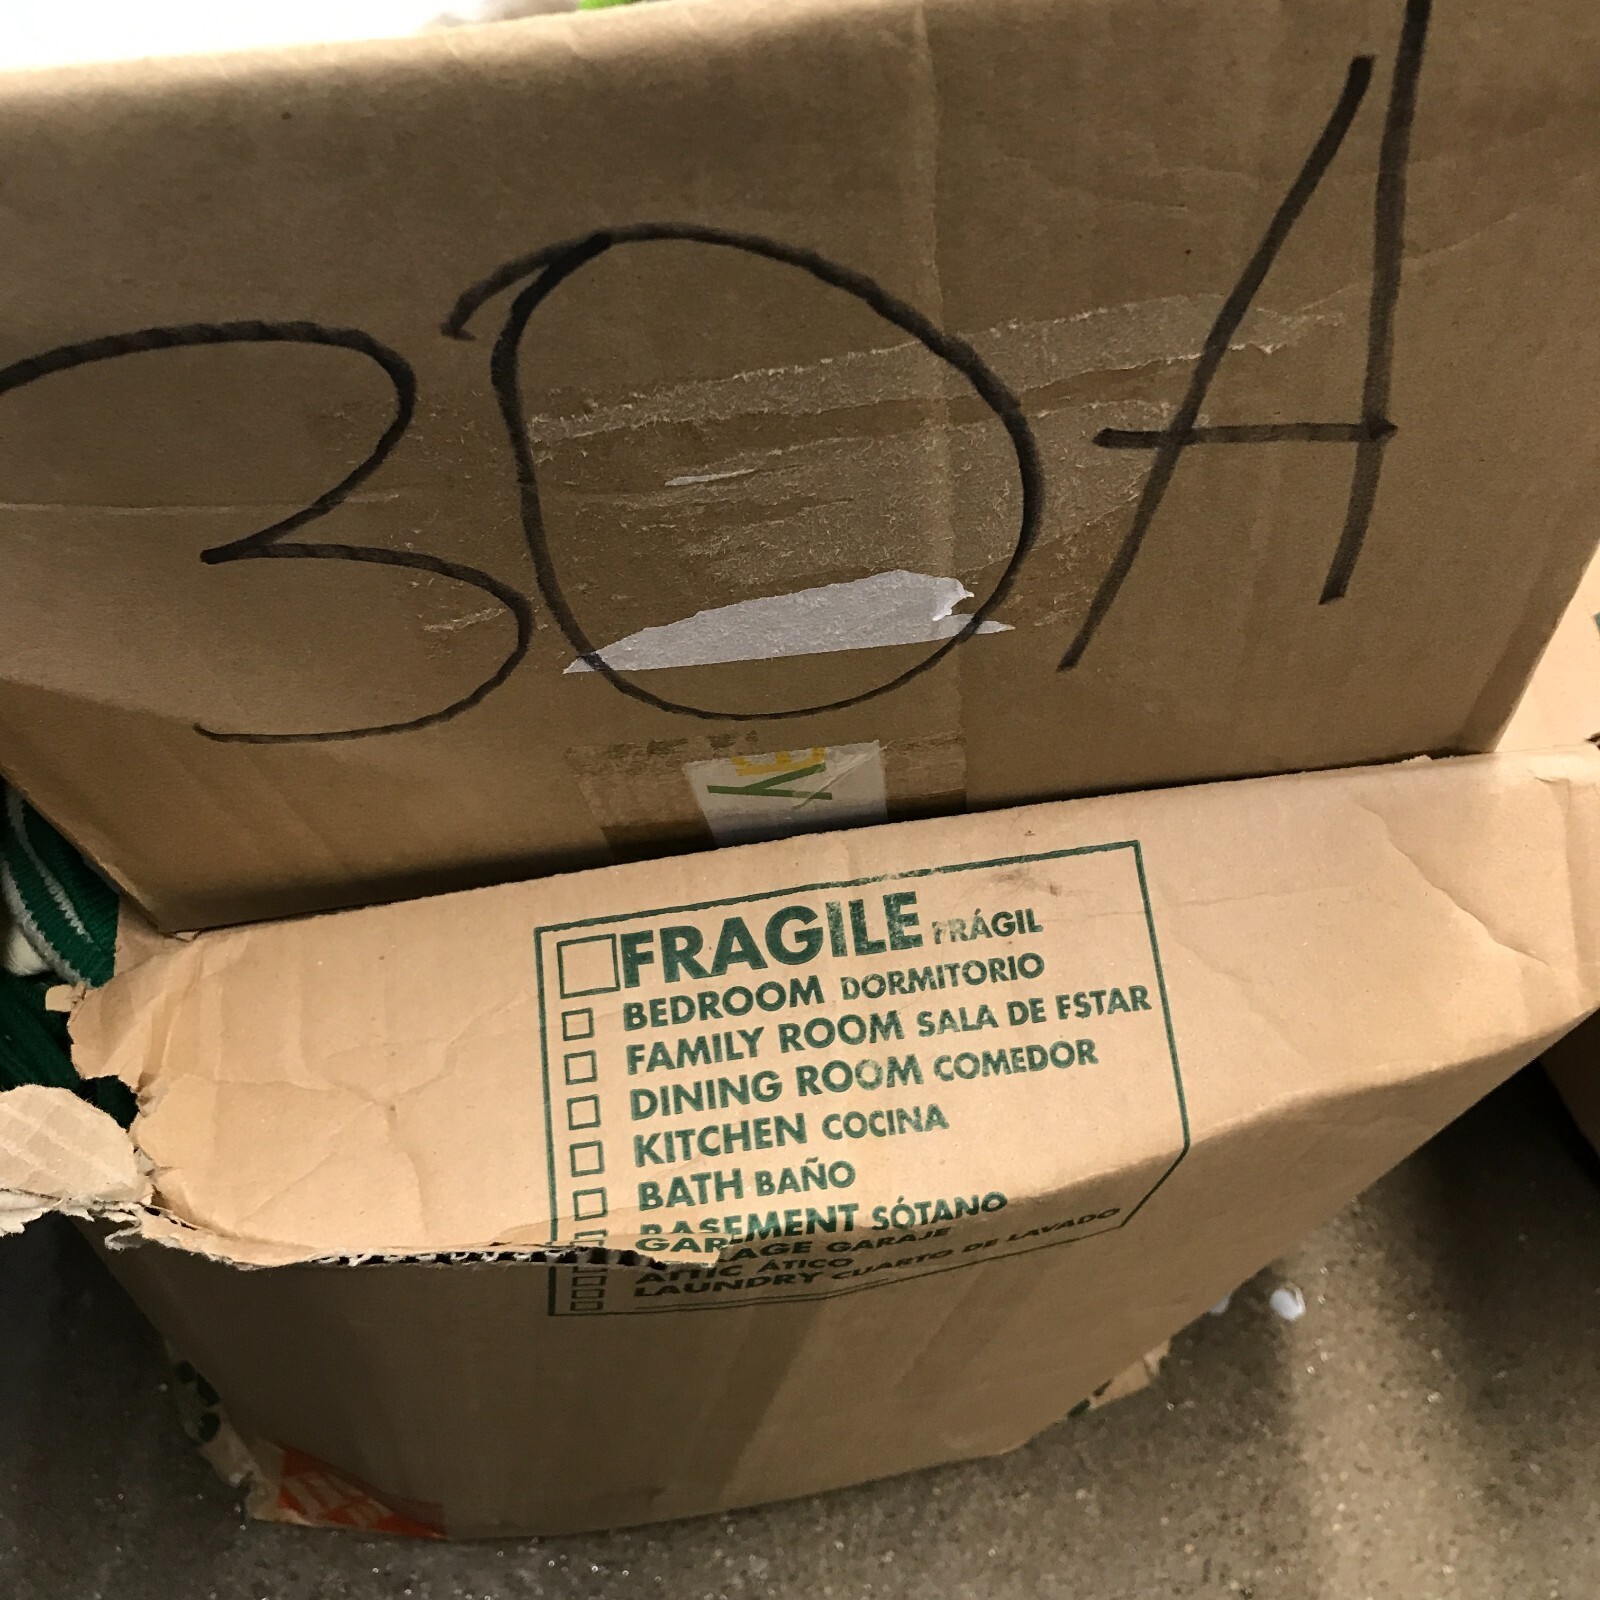 30A
YE
FRAGILE FRÁGIL
BEDROOM DORMITORIO
FAMILY ROOM SALA DE ESTAR
DINING ROOM COMEDOR
KITCHEN COCINA
BATH BAÑO
BASEMENT SÓTANO
GARAGE GARAJE
ATTIC ÁTICO
LAUNDRY CUARTO DE LAVADO